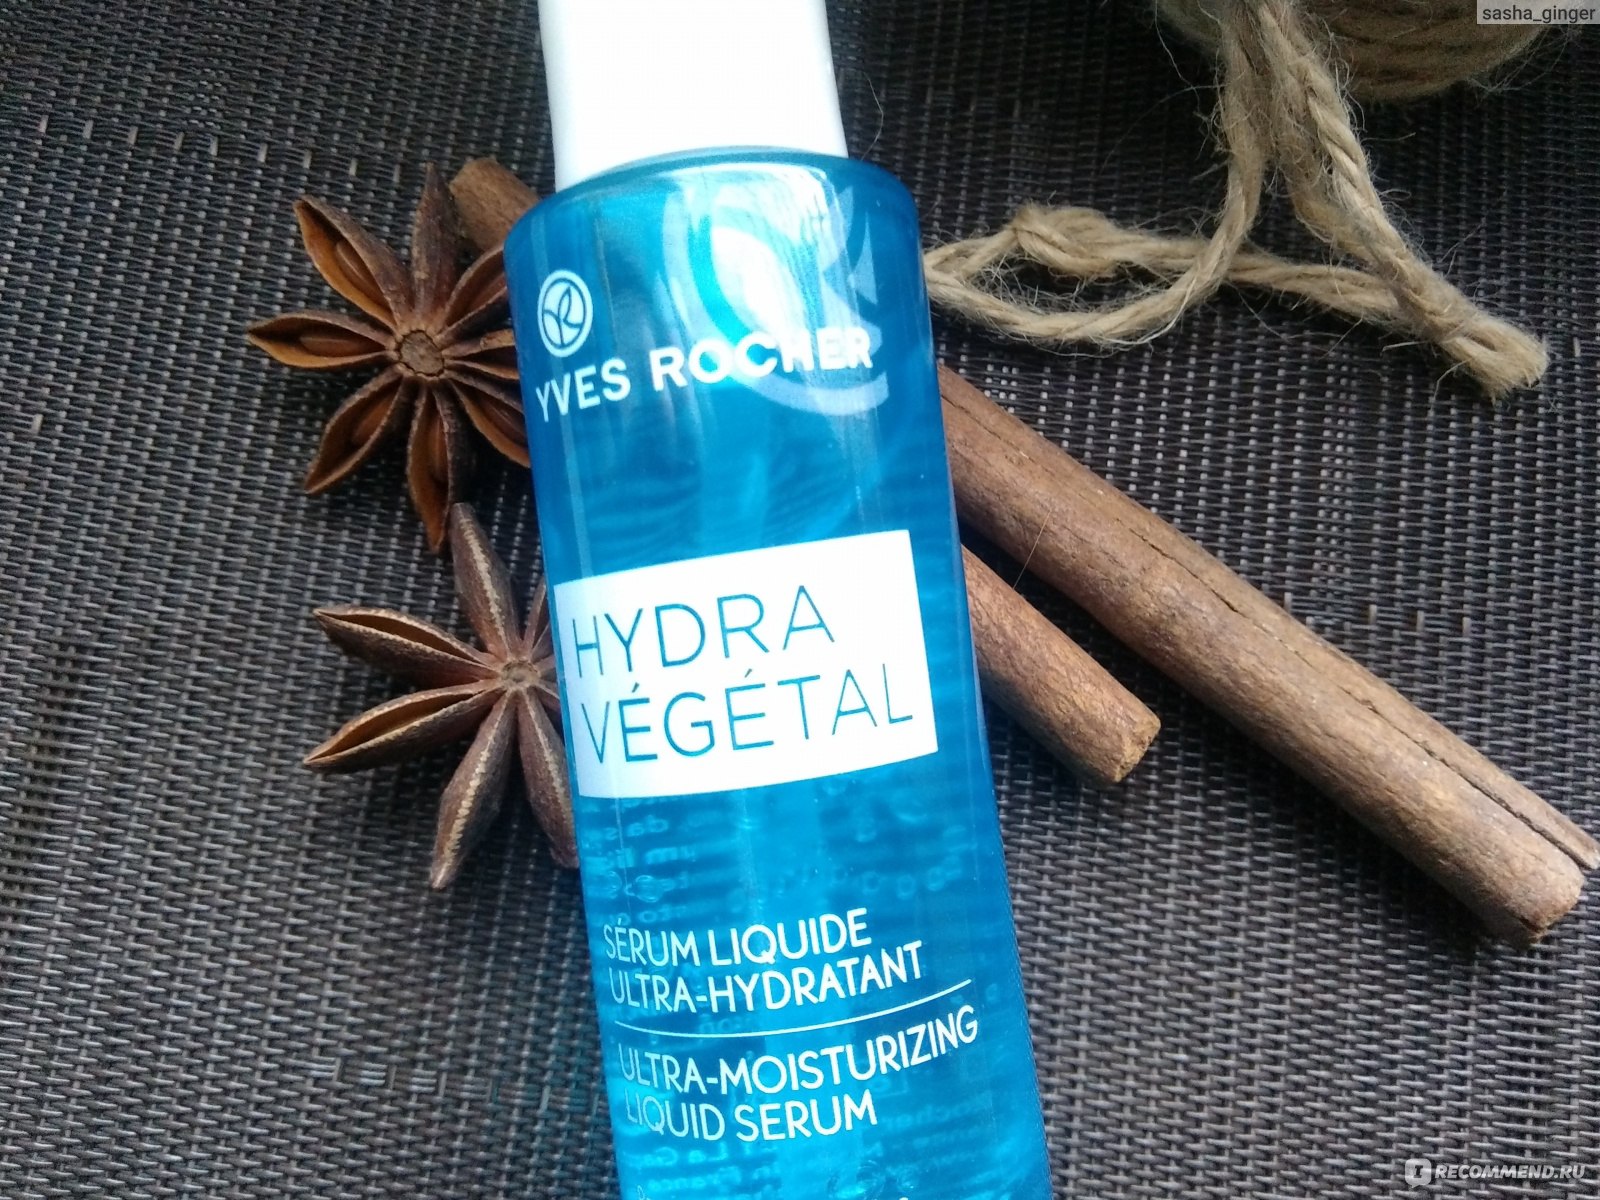 sasha_ginger
YVES ROCHER
HYDRA
VÉGÉTAL
SÉRUM LIQUIDE
ULTRA-HYDRATANT
ULTRA-MOISTURIZING
LIQUID SERUM
RECOMMEND.RU